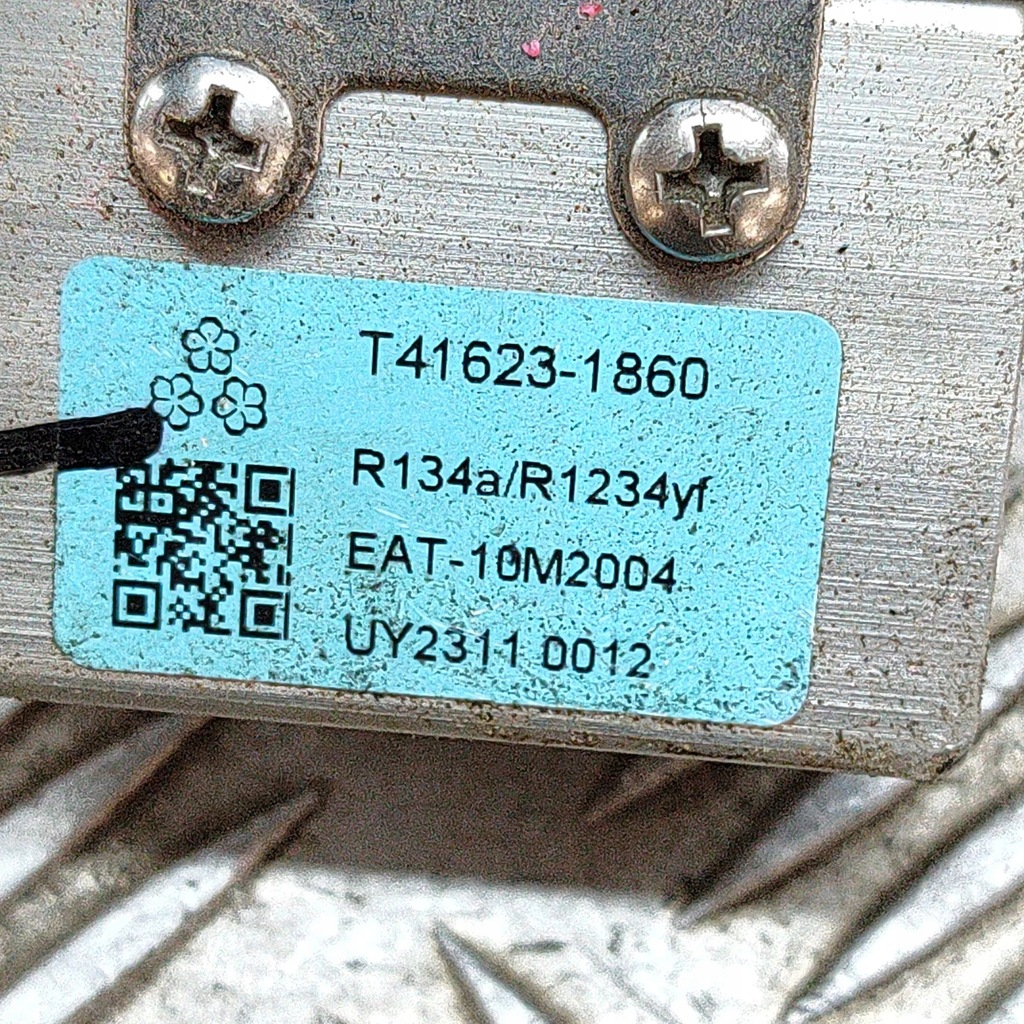 T41623-1860
R134a/R1234yf
EAT-10M2004
UY2311 0012